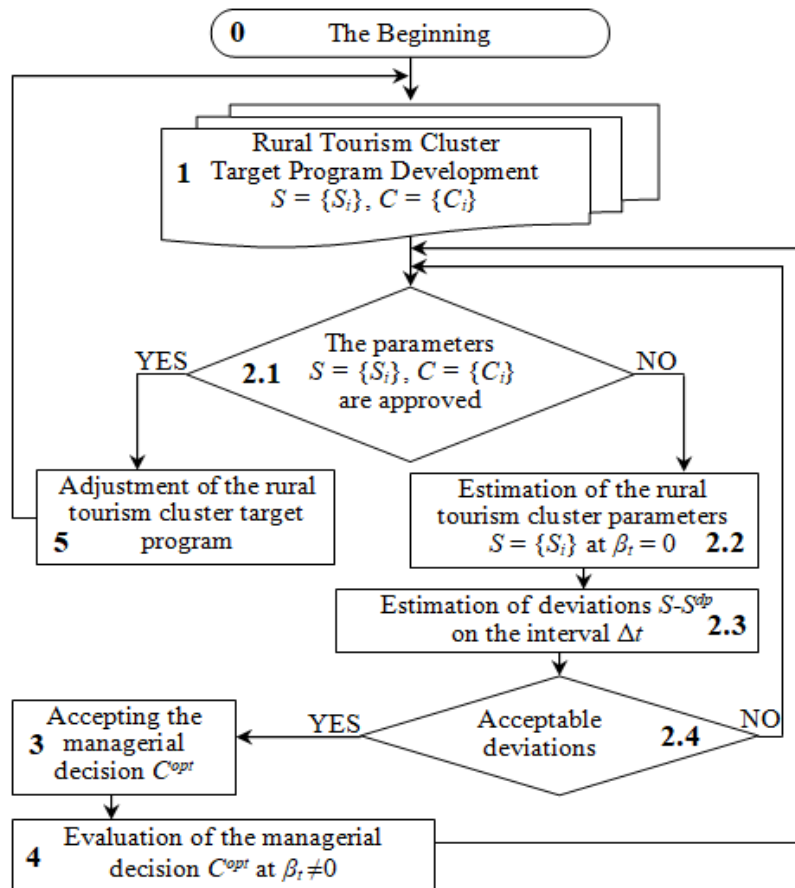 0 The Beginning
Rural Tourism Cluster
1 Target Program Development
S = {Sᵢ}, C = {Cᵢ}
YES
NO
The parameters
2.1 S = {Sᵢ}, C = {Cᵢ}
are approved
Adjustment of the rural
tourism cluster target
5 program
Estimation of the rural
tourism cluster parameters
S = {Sᵢ} at βₜ = 0 2.2
Estimation of deviations S-S^dp
on the interval Δt 2.3
YES
NO
Acceptable
deviations 2.4
Accepting the
3 managerial
decision C^opt
Evaluation of the managerial
4 decision C^opt at βₜ≠0